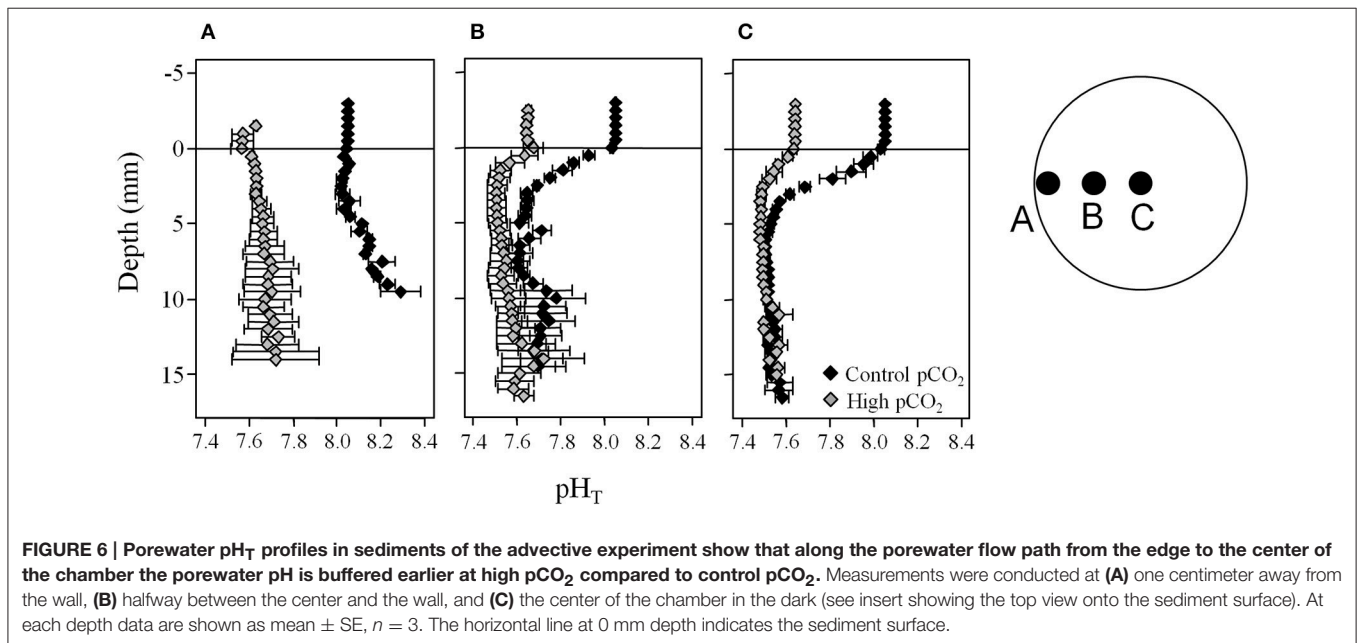 A B C
-5
0
5
10
15
Depth (mm)
7.4 7.6 7.8 8.0 8.2 8.4
7.4 7.6 7.8 8.0 8.2 8.4
7.4 7.6 7.8 8.0 8.2 8.4
pHT
Control pCO2
High pCO2
A B C
FIGURE 6 | Porewater pHT profiles in sediments of the advective experiment show that along the porewater flow path from the edge to the center of
the chamber the porewater pH is buffered earlier at high pCO2 compared to control pCO2. Measurements were conducted at (A) one centimeter away from
the wall, (B) halfway between the center and the wall, and (C) the center of the chamber in the dark (see insert showing the top view onto the sediment surface). At
each depth data are shown as mean ± SE, n = 3. The horizontal line at 0 mm depth indicates the sediment surface.